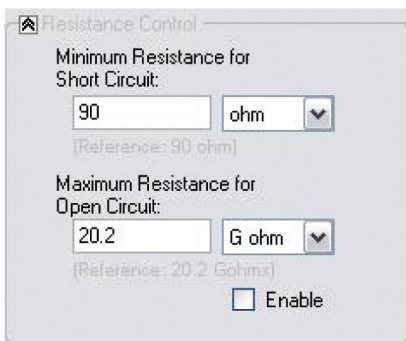 Resistance Control
Minimum Resistance for
Short Circuit:
90 ohm
(Reference: 90 ohm)
Maximum Resistance for
Open Circuit:
20.2 G ohm
(Reference: 20.2 Gohms)
Enable